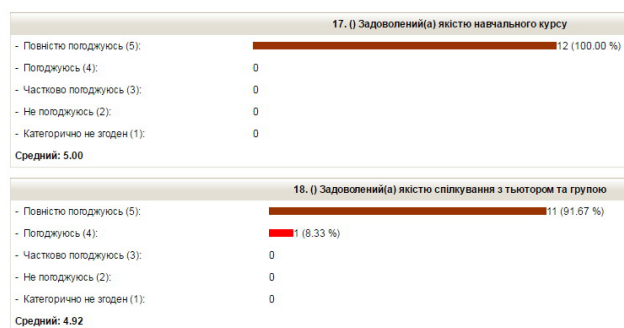 17. () Задоволений(а) якістю навчального курсу
- Повністю погоджуюсь (5): 12 (100.00 %)
- Погоджуюсь (4): 0
- Частково погоджуюсь (3): 0
- Не погоджуюсь (2): 0
- Категорично не згоден (1): 0
Средний: 5.00
18. () Задоволений(а) якістю спілкування з тьютором та групою
- Повністю погоджуюсь (5): 11 (91.67 %)
- Погоджуюсь (4): 1 (8.33 %)
- Частково погоджуюсь (3): 0
- Не погоджуюсь (2): 0
- Категорично не згоден (1): 0
Средний: 4.92